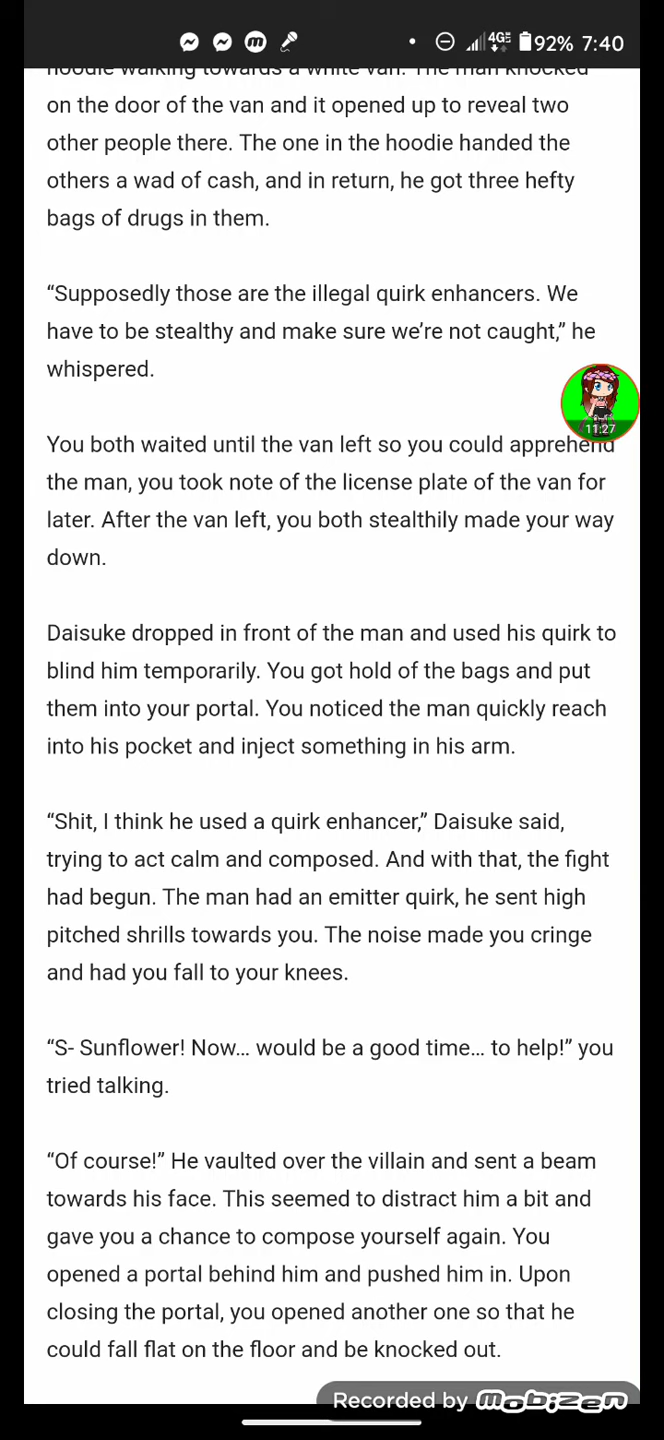 4GE 92% 7:40
hoodie walking towards a white van. The man knocked
on the door of the van and it opened up to reveal two
other people there. The one in the hoodie handed the
others a wad of cash, and in return, he got three hefty
bags of drugs in them.
“Supposedly those are the illegal quirk enhancers. We
have to be stealthy and make sure we’re not caught,” he
whispered.
11:27
You both waited until the van left so you could apprehend
the man, you took note of the license plate of the van for
later. After the van left, you both stealthily made your way
down.
Daisuke dropped in front of the man and used his quirk to
blind him temporarily. You got hold of the bags and put
them into your portal. You noticed the man quickly reach
into his pocket and inject something in his arm.
“Shit, I think he used a quirk enhancer,” Daisuke said,
trying to act calm and composed. And with that, the fight
had begun. The man had an emitter quirk, he sent high
pitched shrills towards you. The noise made you cringe
and had you fall to your knees.
“S- Sunflower! Now... would be a good time... to help!” you
tried talking.
“Of course!” He vaulted over the villain and sent a beam
towards his face. This seemed to distract him a bit and
gave you a chance to compose yourself again. You
opened a portal behind him and pushed him in. Upon
closing the portal, you opened another one so that he
could fall flat on the floor and be knocked out.
Recorded by mobizen